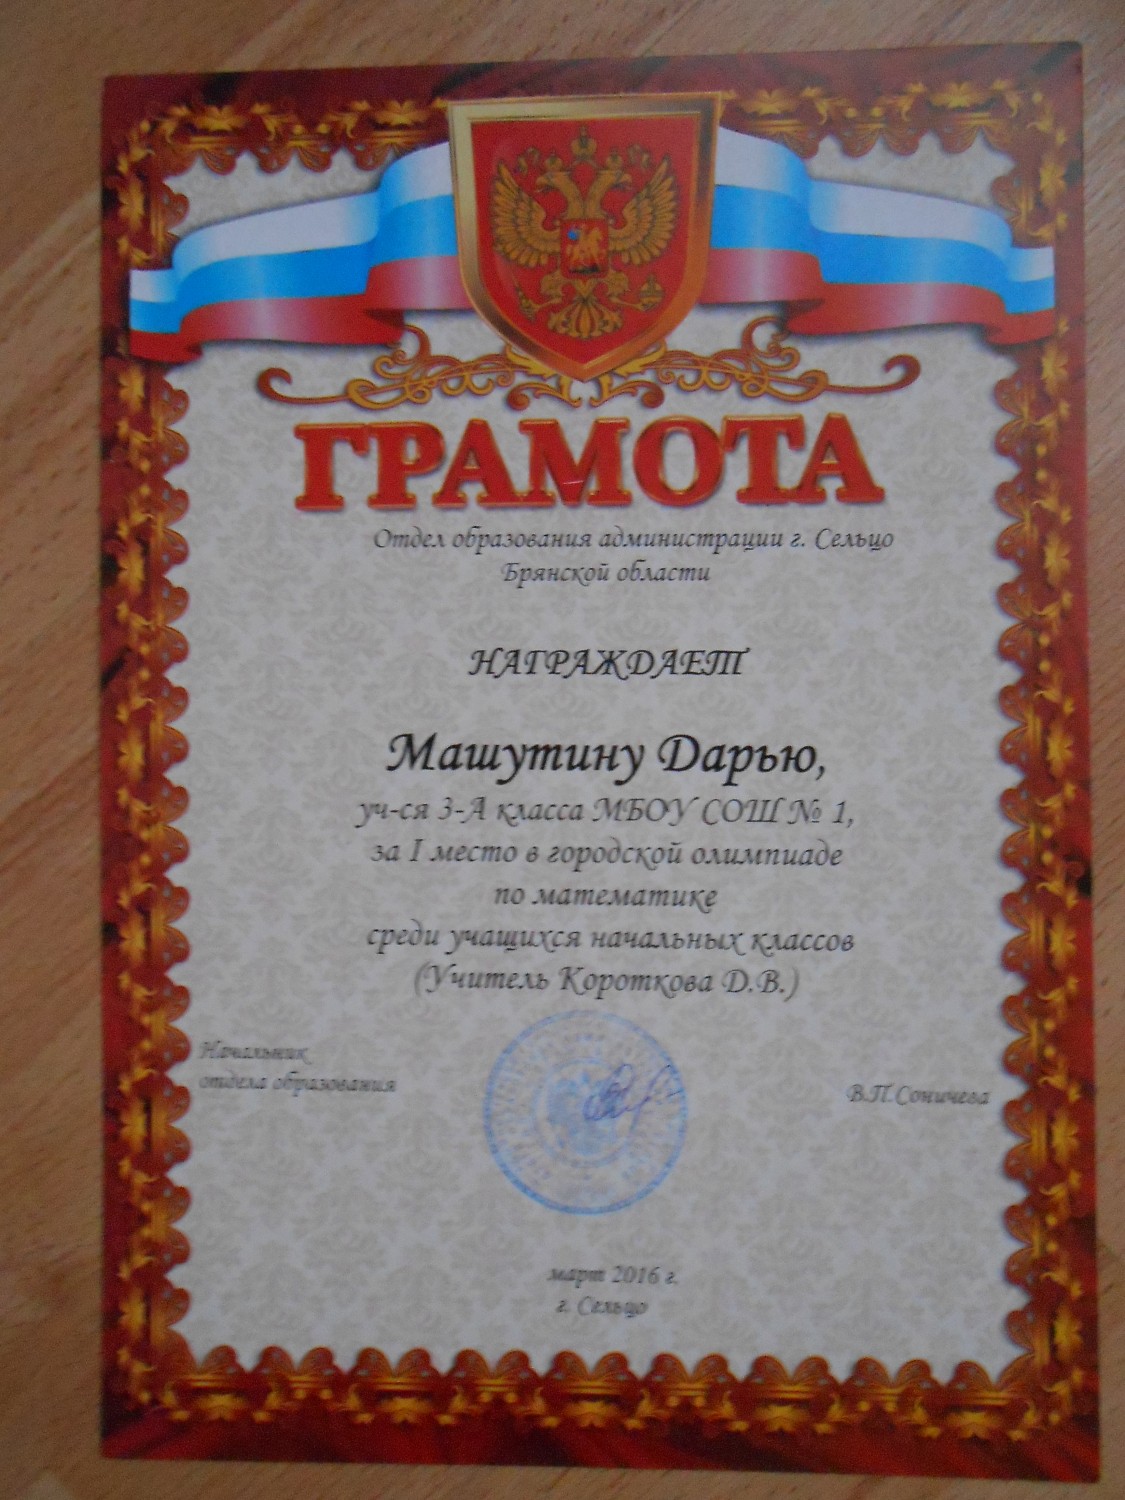 ГРАМОТА
Отдел образования администрации г. Сельцо
Брянской области
НАГРАЖДАЕТ
Машутину Дарью,
уч-ся 3-А класса МБОУ СОШ № 1,
за I место в городской олимпиаде
по математике
среди учащихся начальных классов
(Учитель Короткова Д.В.)
Начальник
отдела образования
В.П.Соничева
март 2016 г.
г. Сельцо